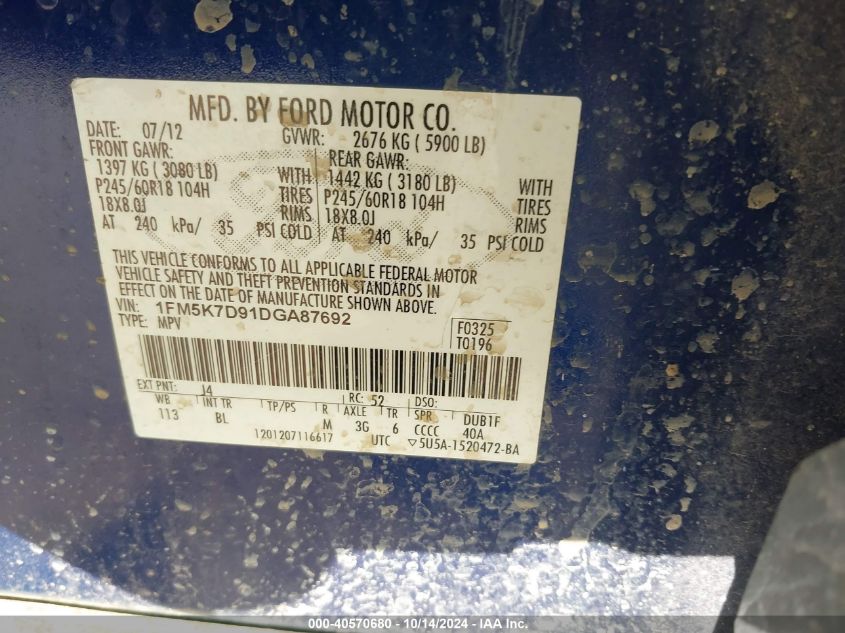 MFD. BY FORD MOTOR CO.
DATE: 07/12 GVWR: 2676 KG ( 5900 LB)
FRONT GAWR: REAR GAWR:
1397 KG ( 3080 LB) WITH 1442 KG ( 3180 LB) WITH
P245/60R18 104H TIRES P245/60R18 104H TIRES
18X8.0J RIMS 18X8.0J RIMS
AT 240 kPa/ 35 PSI COLD AT 240 kPa/ 35 PSI COLD
THIS VEHICLE CONFORMS TO ALL APPLICABLE FEDERAL MOTOR
VEHICLE SAFETY AND THEFT PREVENTION STANDARDS IN
EFFECT ON THE DATE OF MANUFACTURE SHOWN ABOVE.
VIN: 1FM5K7D91DGA87692
TYPE: MPV
F0325
T0196
EXT PNT: J4 RC: 52 DSO:
WB INT TR TP/PS R AXLE TR SPR DUB1F
113 BL M 3G 6 CCCC 40A
1201207116617 UTC ▽5U5A-1520472-BA
000-40570680 - 10/14/2024 - IAA Inc.